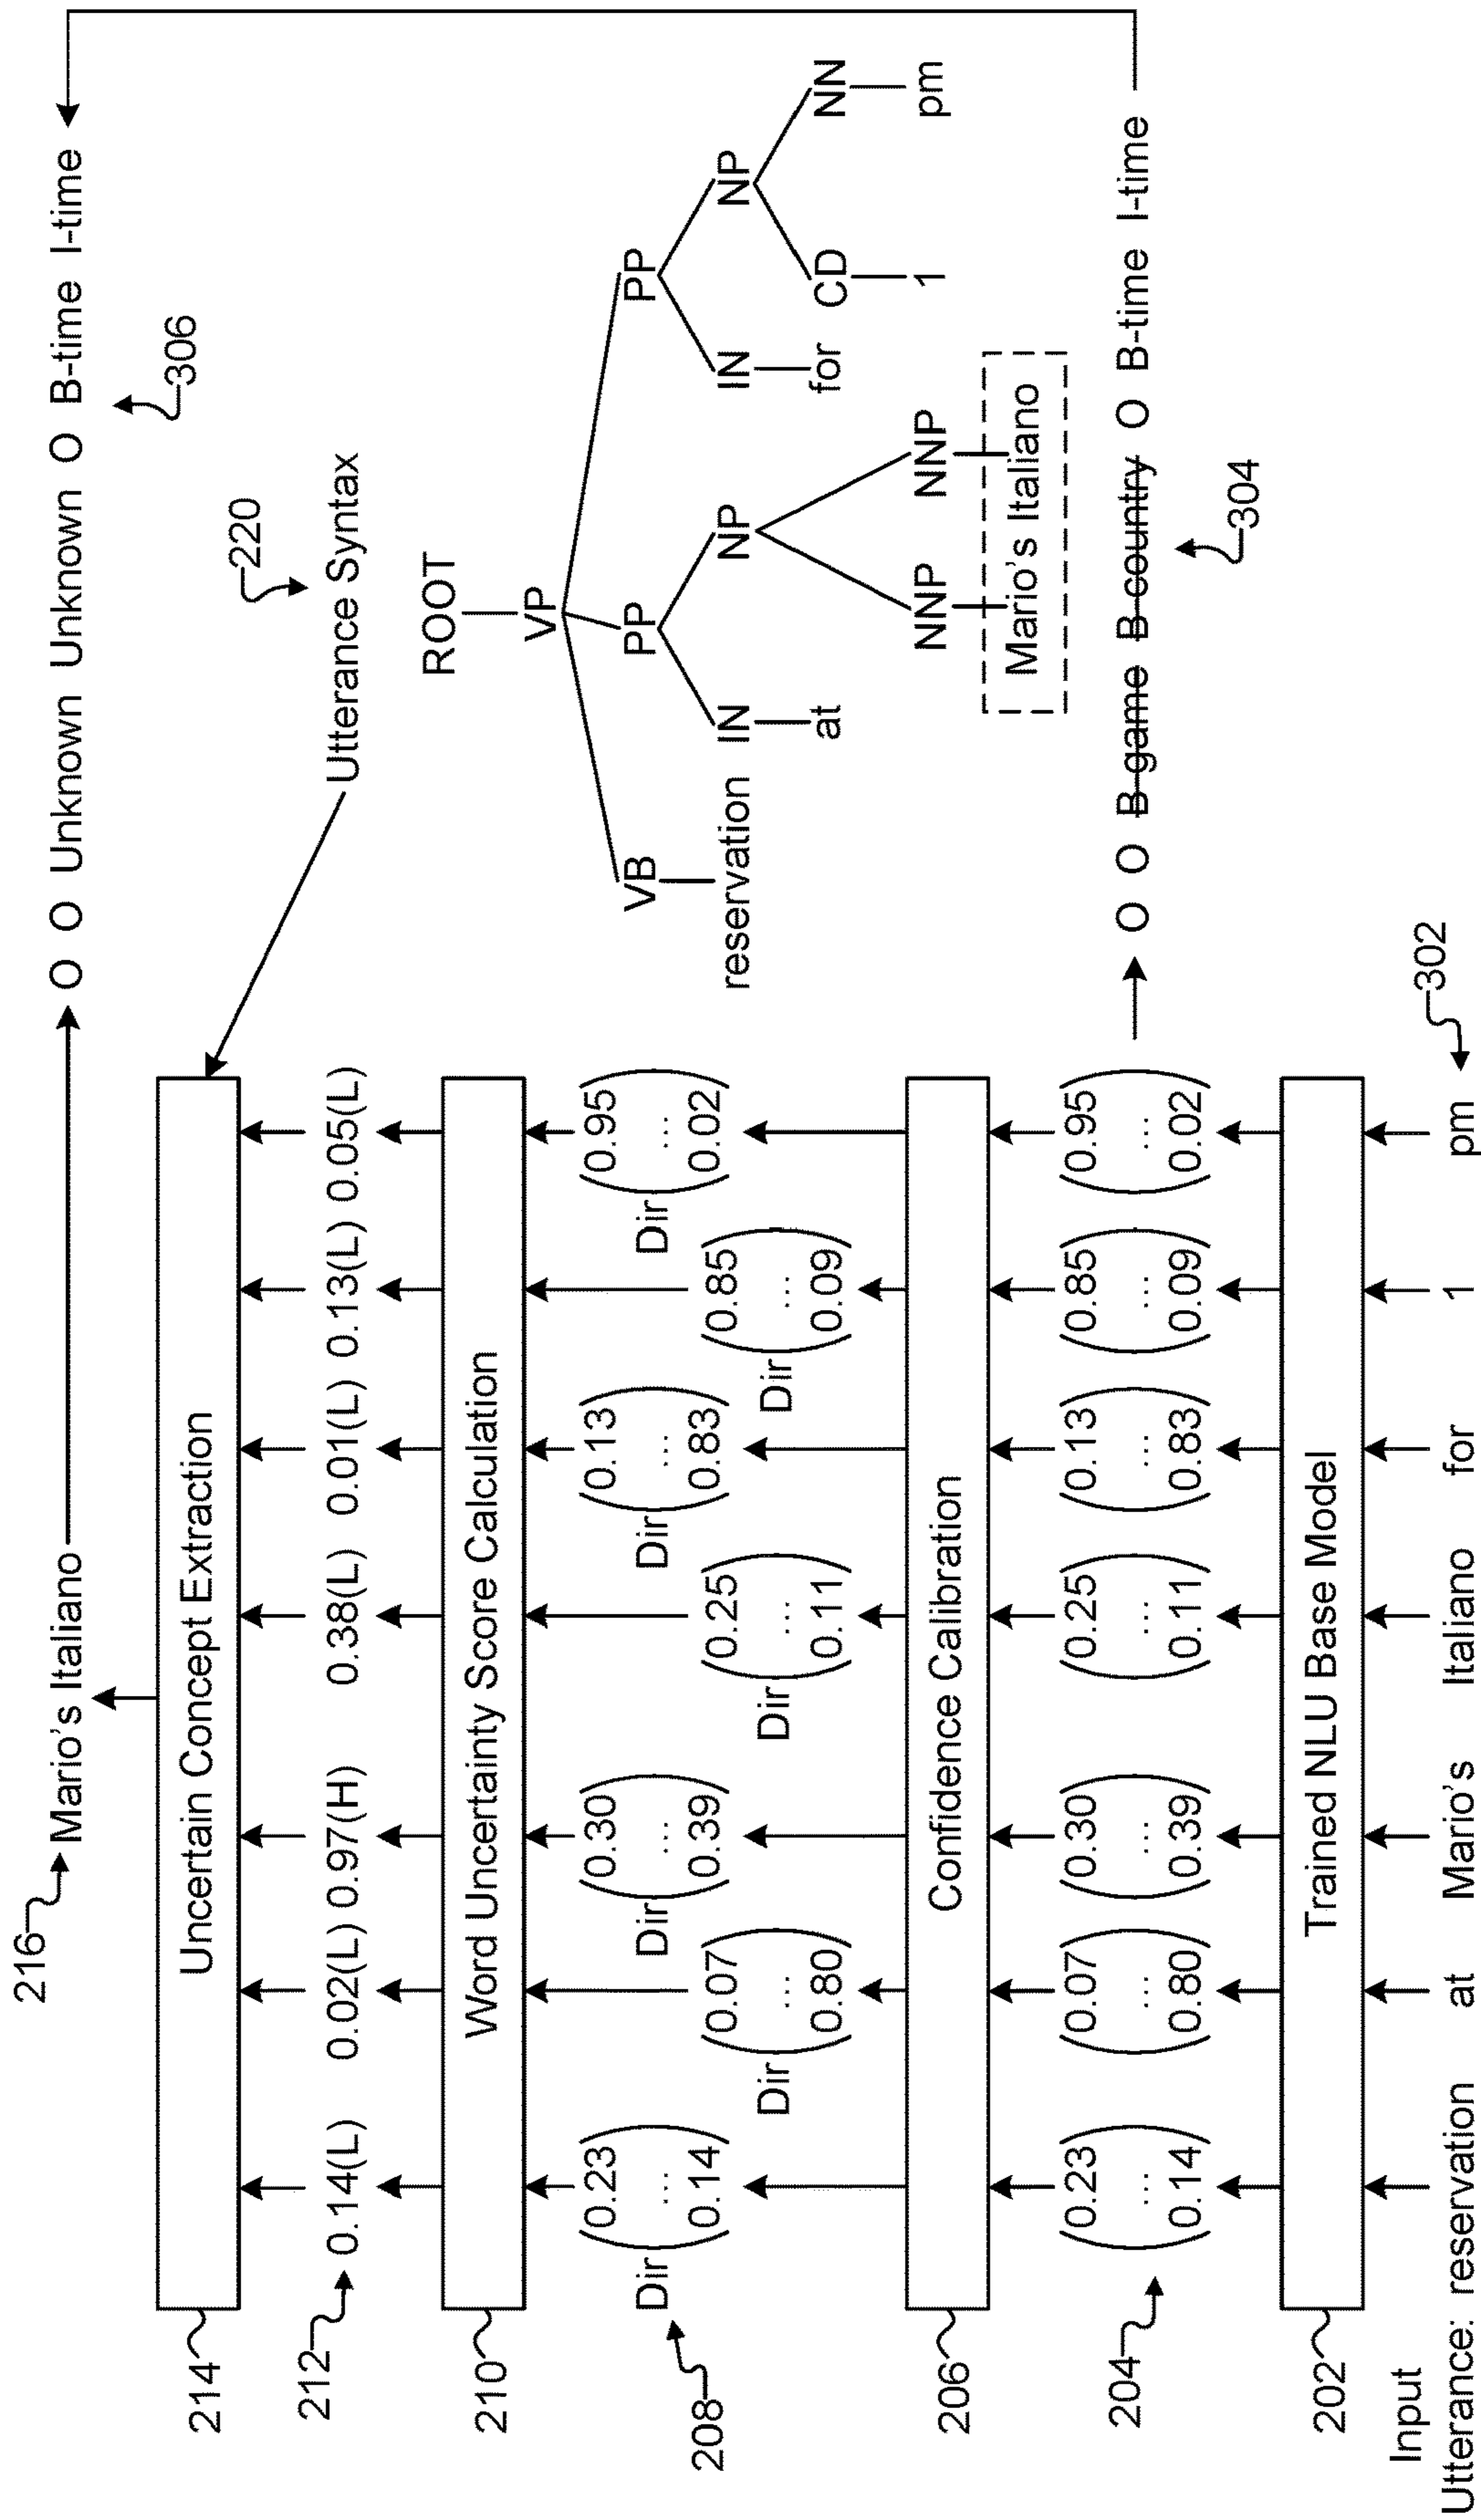 216 Mario's Italiano O O Unknown Unknown O B-time I-time
306
214 Uncertain Concept Extraction
212 0.14(L) 0.02(L) 0.97(H) 0.38(L) 0.01(L) 0.13(L) 0.05(L)
210 Word Uncertainty Score Calculation
208
Dir (0.23 ... 0.14)
Dir (0.07 ... 0.80)
Dir (0.30 ... 0.39)
Dir (0.25 ... 0.11)
Dir (0.13 ... 0.83)
Dir (0.85 ... 0.09)
Dir (0.95 ... 0.02)
206 Confidence Calibration
204
(0.23 ... 0.14)
(0.07 ... 0.80)
(0.30 ... 0.39)
(0.25 ... 0.11)
(0.13 ... 0.83)
(0.85 ... 0.09)
(0.95 ... 0.02)
202 Trained NLU Base Model
Input
Utterance: reservation at Mario's Italiano for 1 pm
302
220
Utterance Syntax
ROOT
VP
VB PP PP
reservation IN NP IN NP
at for CD NN
NNP NNP 1 pm
Mario's Italiano
O O B-game B-country O B-time I-time
304